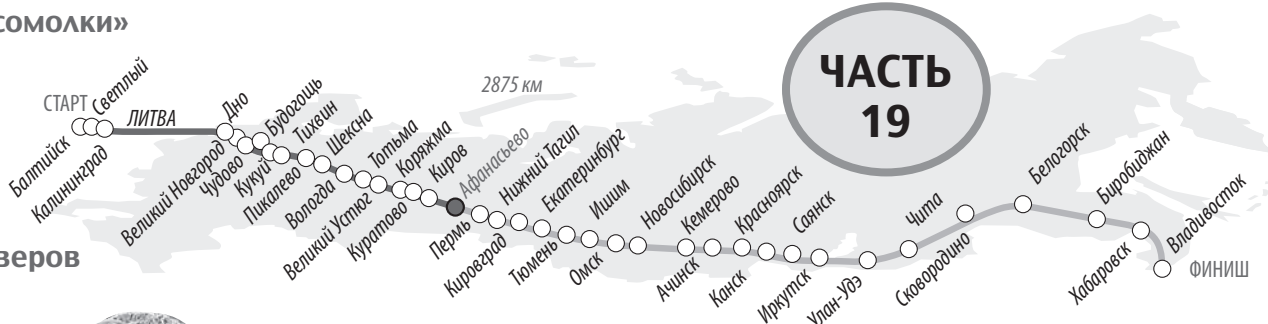 сомолки»
ЧАСТЬ
19
2875 км
СТАРТ
Балтийск
Светлый
Калининград
ЛИТВА
Дно
Великий Новгород
Чудово
Будогощь
Кукуй
Тихвин
Пикалево
Шексна
Вологда
Тотьма
Великий Устюг
Коряжма
Куратово
Киров
Афанасьево
Пермь
Кировград
Нижний Тагил
Екатеринбург
Тюмень
Ишим
Омск
Новосибирск
Ачинск
Кемерово
Канск
Красноярск
Саянск
Иркутск
Улан-Удэ
Чита
Сковородино
Белогорск
Биробиджан
Хабаровск
Владивосток
ФИНИШ
зверов